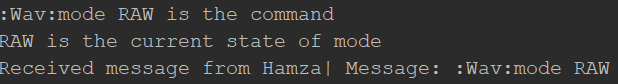 :Wav:mode RAW is the command
RAW is the current state of mode
Received message from Hamza| Message: :Wav:mode RAW